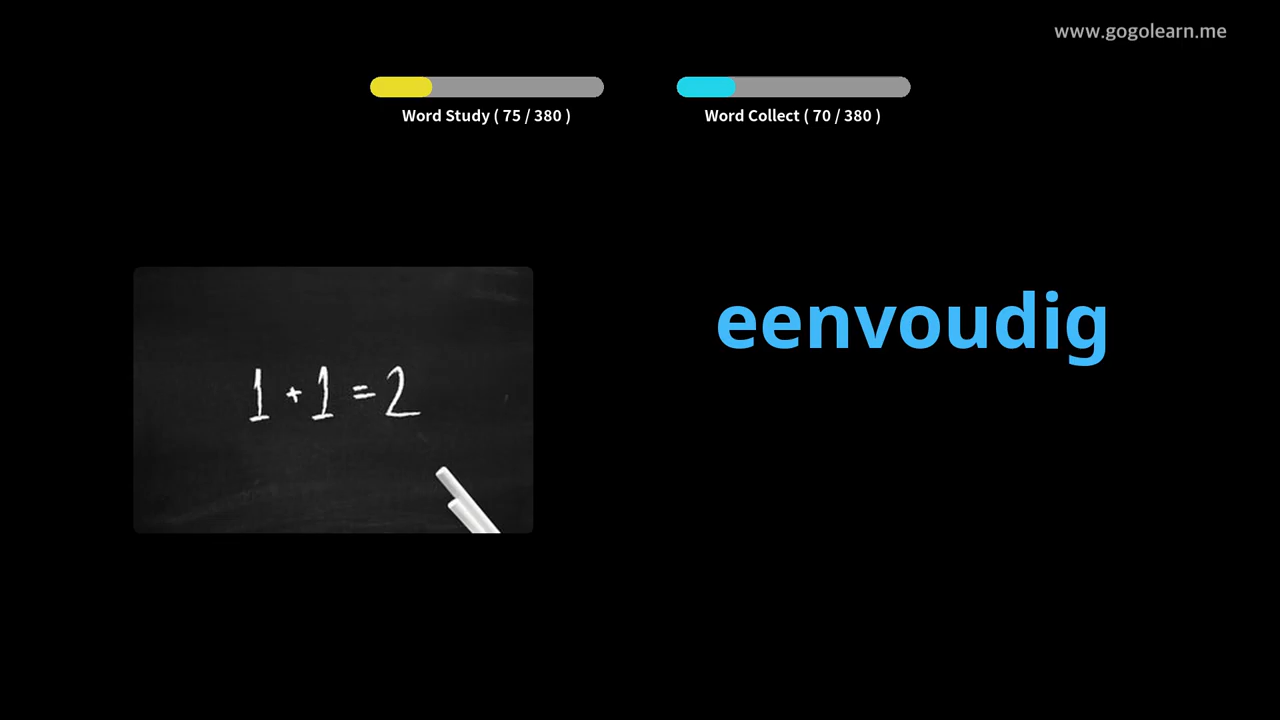 www.gogolearn.me
Word Study ( 75 / 380 )
Word Collect ( 70 / 380 )
eenvoudig
1 + 1 = 2